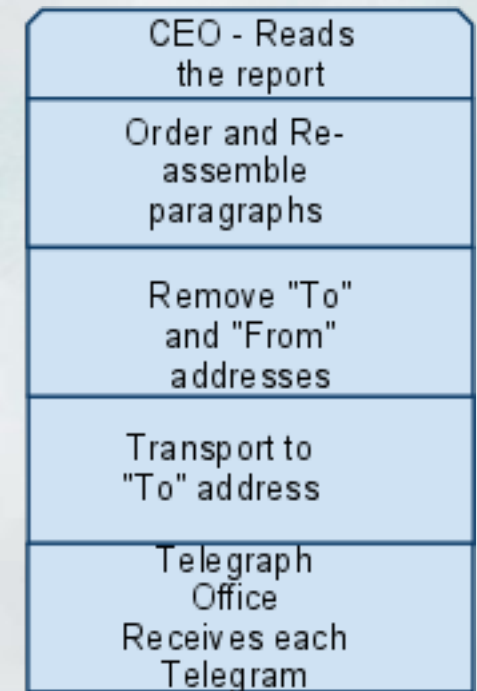 CEO - Reads
the report
Order and Re-
assemble
paragraphs
Remove "To"
and "From"
addresses
Transport to
"To" address
Telegraph
Office
Receives each
Telegram